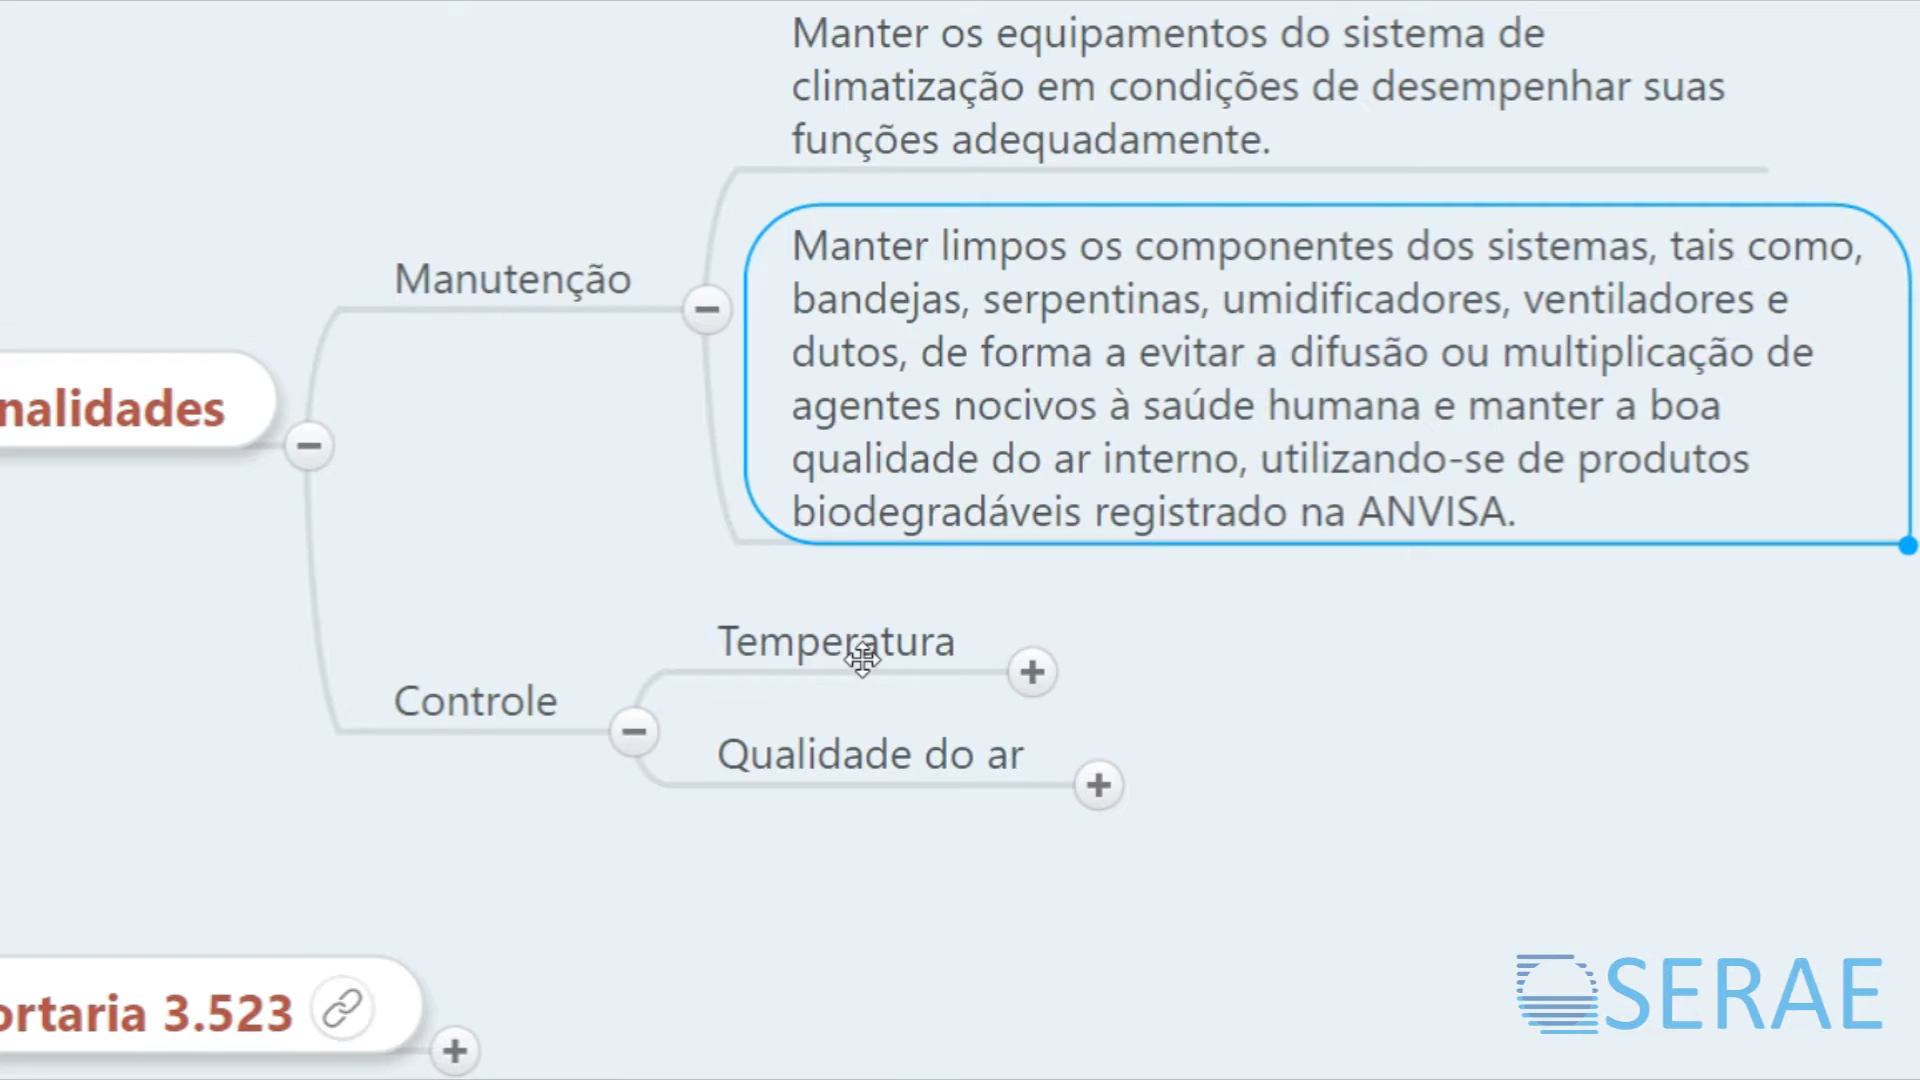 Manter os equipamentos do sistema de
climatização em condições de desempenhar suas
funções adequadamente.
Manutenção
Manter limpos os componentes dos sistemas, tais como,
bandejas, serpentinas, umidificadores, ventiladores e
dutos, de forma a evitar a difusão ou multiplicação de
agentes nocivos à saúde humana e manter a boa
qualidade do ar interno, utilizando-se de produtos
biodegradáveis registrado na ANVISA.
nalidades
Temperatura
Controle
Qualidade do ar
ortaria 3.523
SERAE